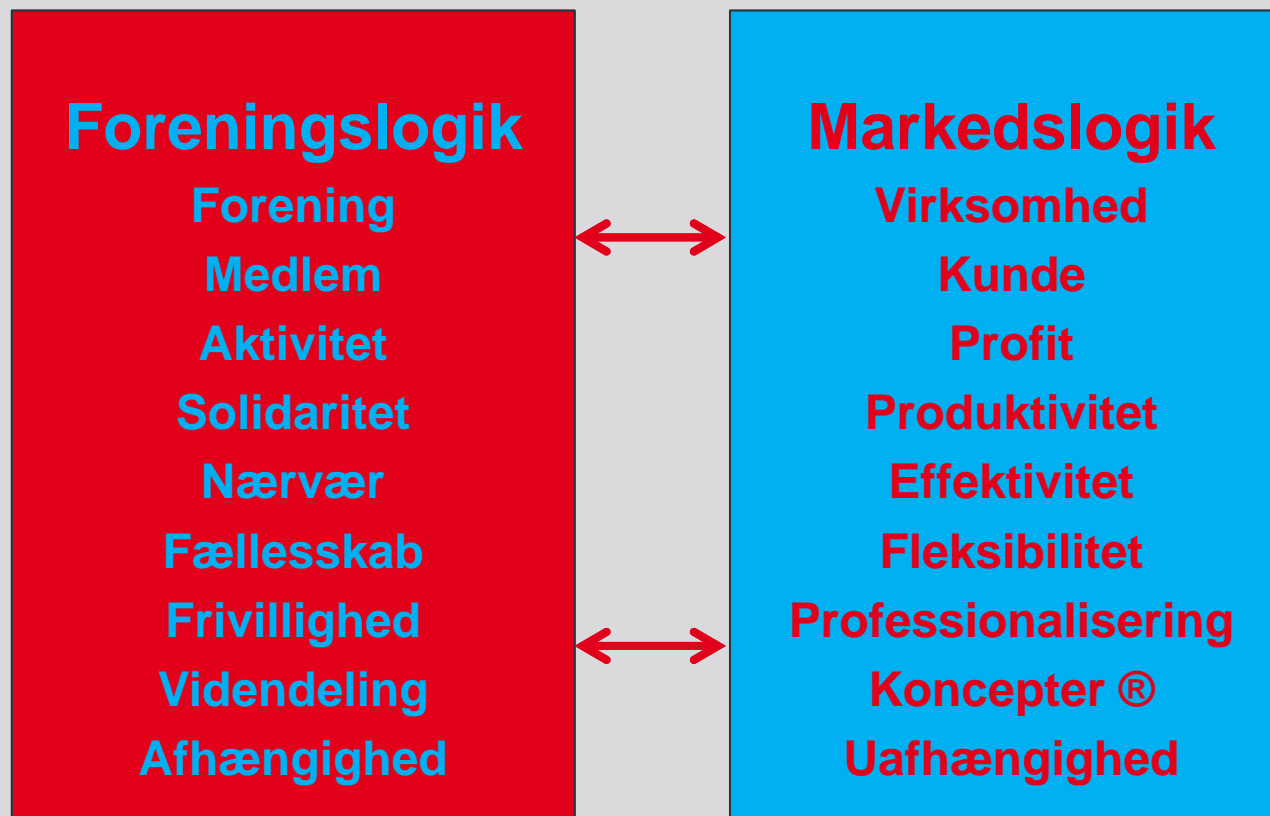 Foreningslogik
Forening
Medlem
Aktivitet
Solidaritet
Nærvær
Fællesskab
Frivillighed
Videndeling
Afhængighed
Markedslogik
Virksomhed
Kunde
Profit
Produktivitet
Effektivitet
Fleksibilitet
Professionalisering
Koncepter ®
Uafhængighed